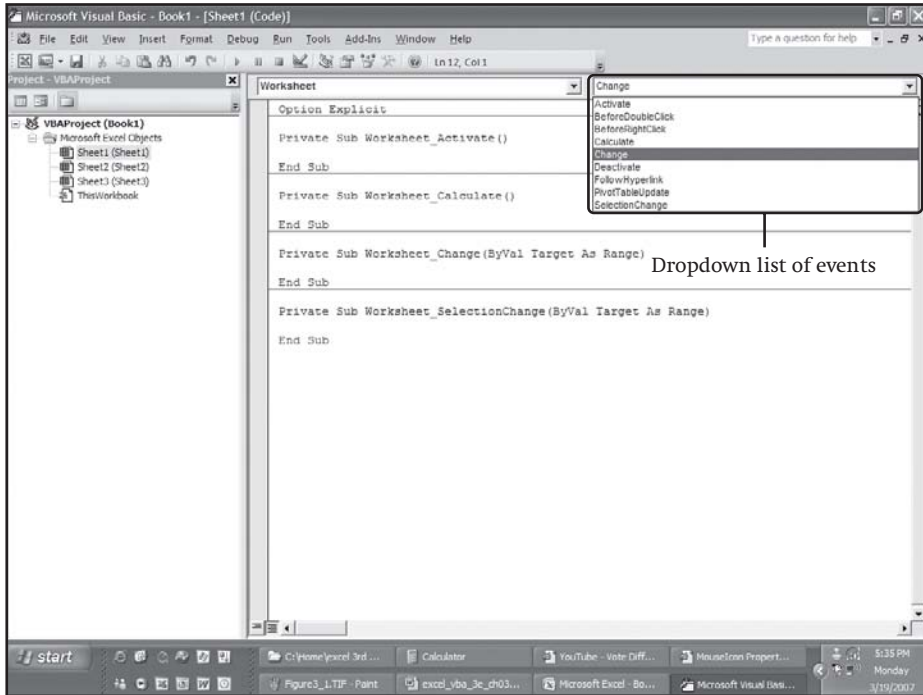 Microsoft Visual Basic - Book1 - [Sheet1 (Code)]
File Edit View Insert Format Debug Run Tools Add-Ins Window Help
Type a question for help
Ln 12, Col 1
Project - VBAProject
VBAProject (Book1)
Microsoft Excel Objects
Sheet1 (Sheet1)
Sheet2 (Sheet2)
Sheet3 (Sheet3)
ThisWorkbook
Worksheet
Change
Activate
BeforeDoubleClick
BeforeRightClick
Calculate
Change
Deactivate
FollowHyperlink
PivotTableUpdate
SelectionChange
Dropdown list of events
Option Explicit
Private Sub Worksheet_Activate()
End Sub
Private Sub Worksheet_Calculate()
End Sub
Private Sub Worksheet_Change(ByVal Target As Range)
End Sub
Private Sub Worksheet_SelectionChange(ByVal Target As Range)
End Sub
start
C:\Home\excel 3rd ...
Calculator
YouTube - Vote Diff...
MouseIcon Propert...
5:35 PM
Figure3_1.TIF - Paint
excel_vba_3e_ch03...
Microsoft Excel - Bo...
Microsoft Visual Basi...
Monday
3/19/2007